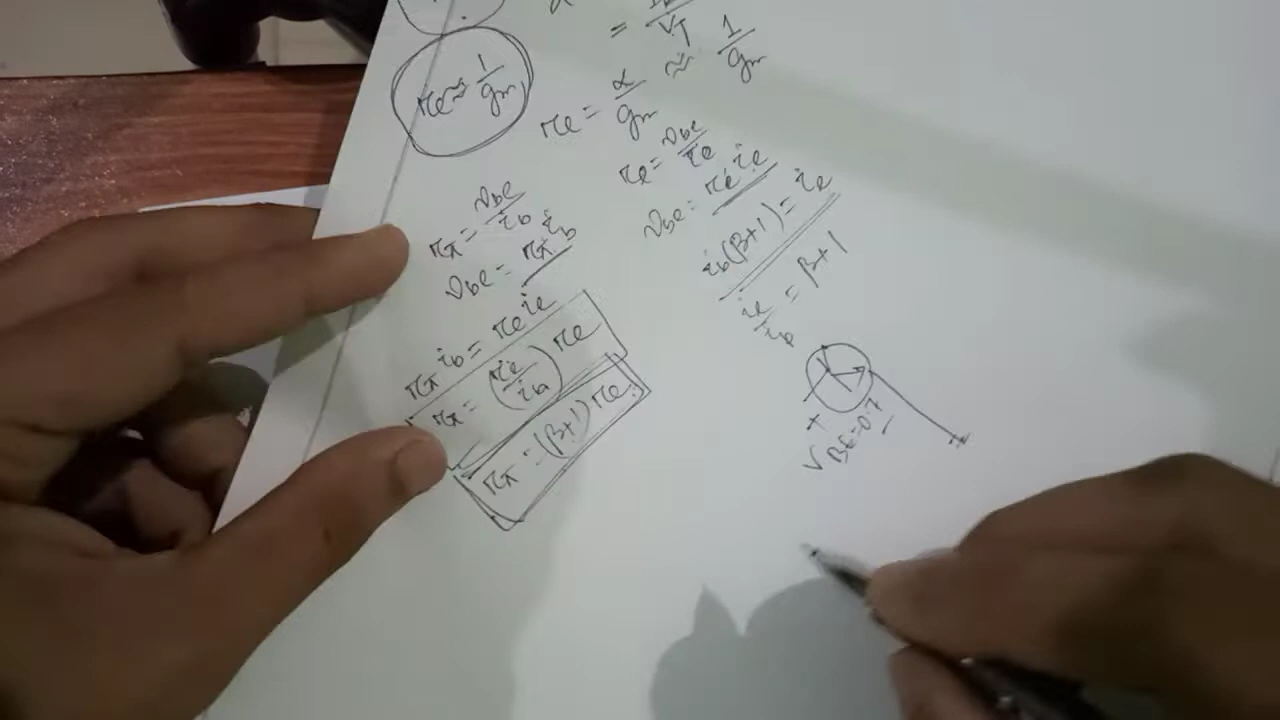 re ≈ 1/gm
= /VT
re = α/gm ≈ 1/gm
re = vbe/ie
vbe = re ie
ib(β+1) = ie
ie/ib = β+1
rπ = vbe/ib
vbe = rπ ib
rπ ib = re ie
rπ = (ie/ib) re
rπ = (β+1) re
+
VBE=0.7